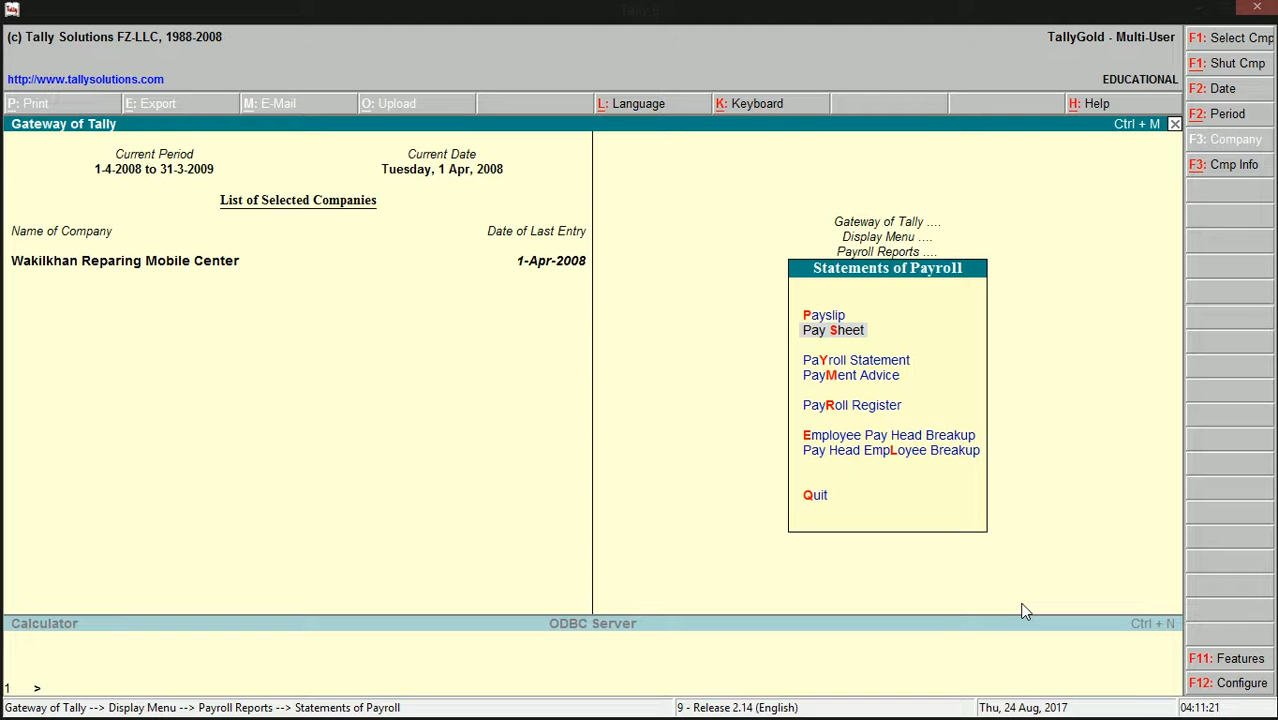 (c) Tally Solutions FZ-LLC, 1988-2008
TallyGold - Multi-User
http://www.tallysolutions.com
EDUCATIONAL
P: Print
E: Export
M: E-Mail
O: Upload
L: Language
K: Keyboard
H: Help
Gateway of Tally
Ctrl + M
Current Period
1-4-2008 to 31-3-2009
Current Date
Tuesday, 1 Apr, 2008
List of Selected Companies
Name of Company
Date of Last Entry
Wakilkhan Reparing Mobile Center
1-Apr-2008
Gateway of Tally ....
Display Menu ....
Payroll Reports ....
Statements of Payroll
Payslip
Pay Sheet
PaYroll Statement
PayMent Advice
PayRoll Register
Employee Pay Head Breakup
Pay Head EmpLoyee Breakup
Quit
F1: Select Cmp
F1: Shut Cmp
F2: Date
F2: Period
F3: Company
F3: Cmp Info
F11: Features
F12: Configure
Calculator
ODBC Server
Ctrl + N
1 >
Gateway of Tally --> Display Menu --> Payroll Reports --> Statements of Payroll
9 - Release 2.14 (English)
Thu, 24 Aug, 2017
04:11:21